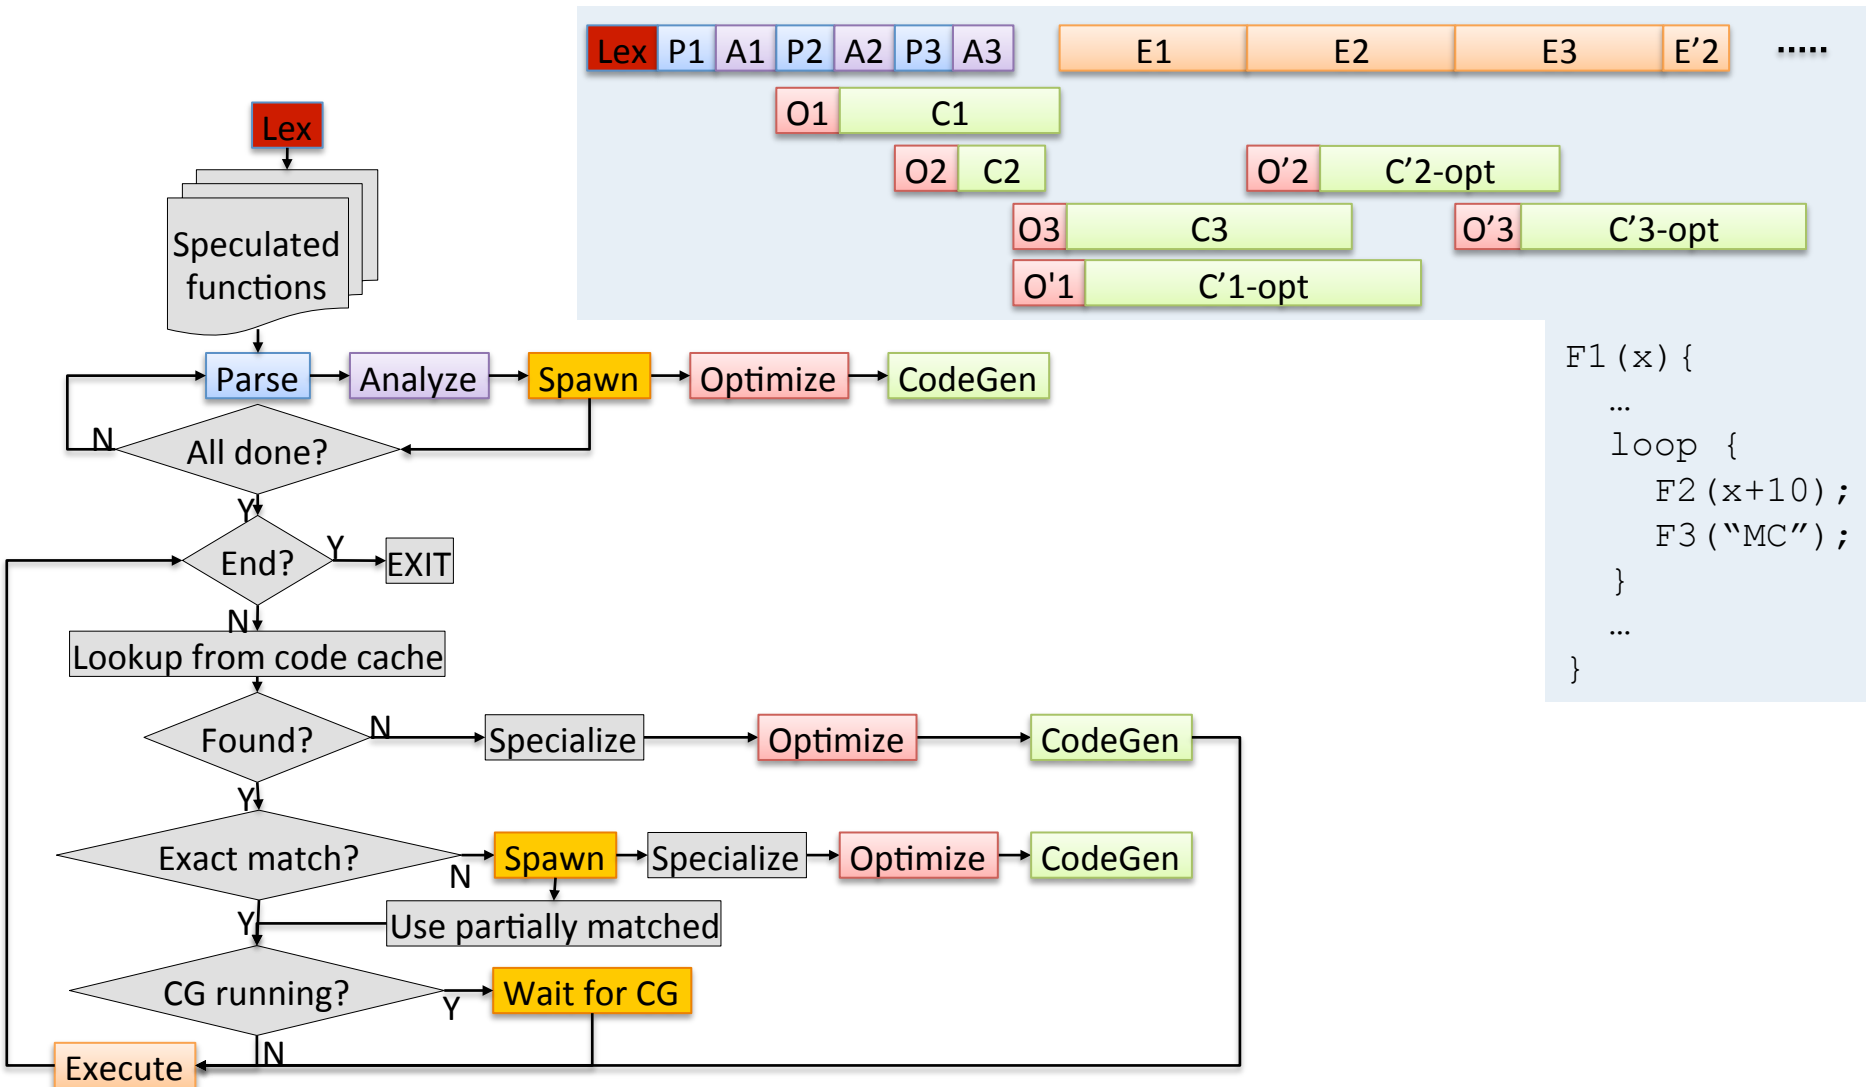 Lex P1 A1 P2 A2 P3 A3 E1 E2 E3 E’2 .....
O1 C1
O2 C2 O’2 C’2-opt
O3 C3 O’3 C’3-opt
O'1 C’1-opt
Lex
Speculated
functions
Parse Analyze Spawn Optimize CodeGen
N
All done?
Y
End?
Y
EXIT
N
Lookup from code cache
Found?
N
Specialize Optimize CodeGen
Y
Exact match?
N
Spawn Specialize Optimize CodeGen
Use partially matched
Y
CG running?
Y
Wait for CG
N
Execute
F1(x){
…
loop {
F2(x+10);
F3(“MC”);
}
…
}